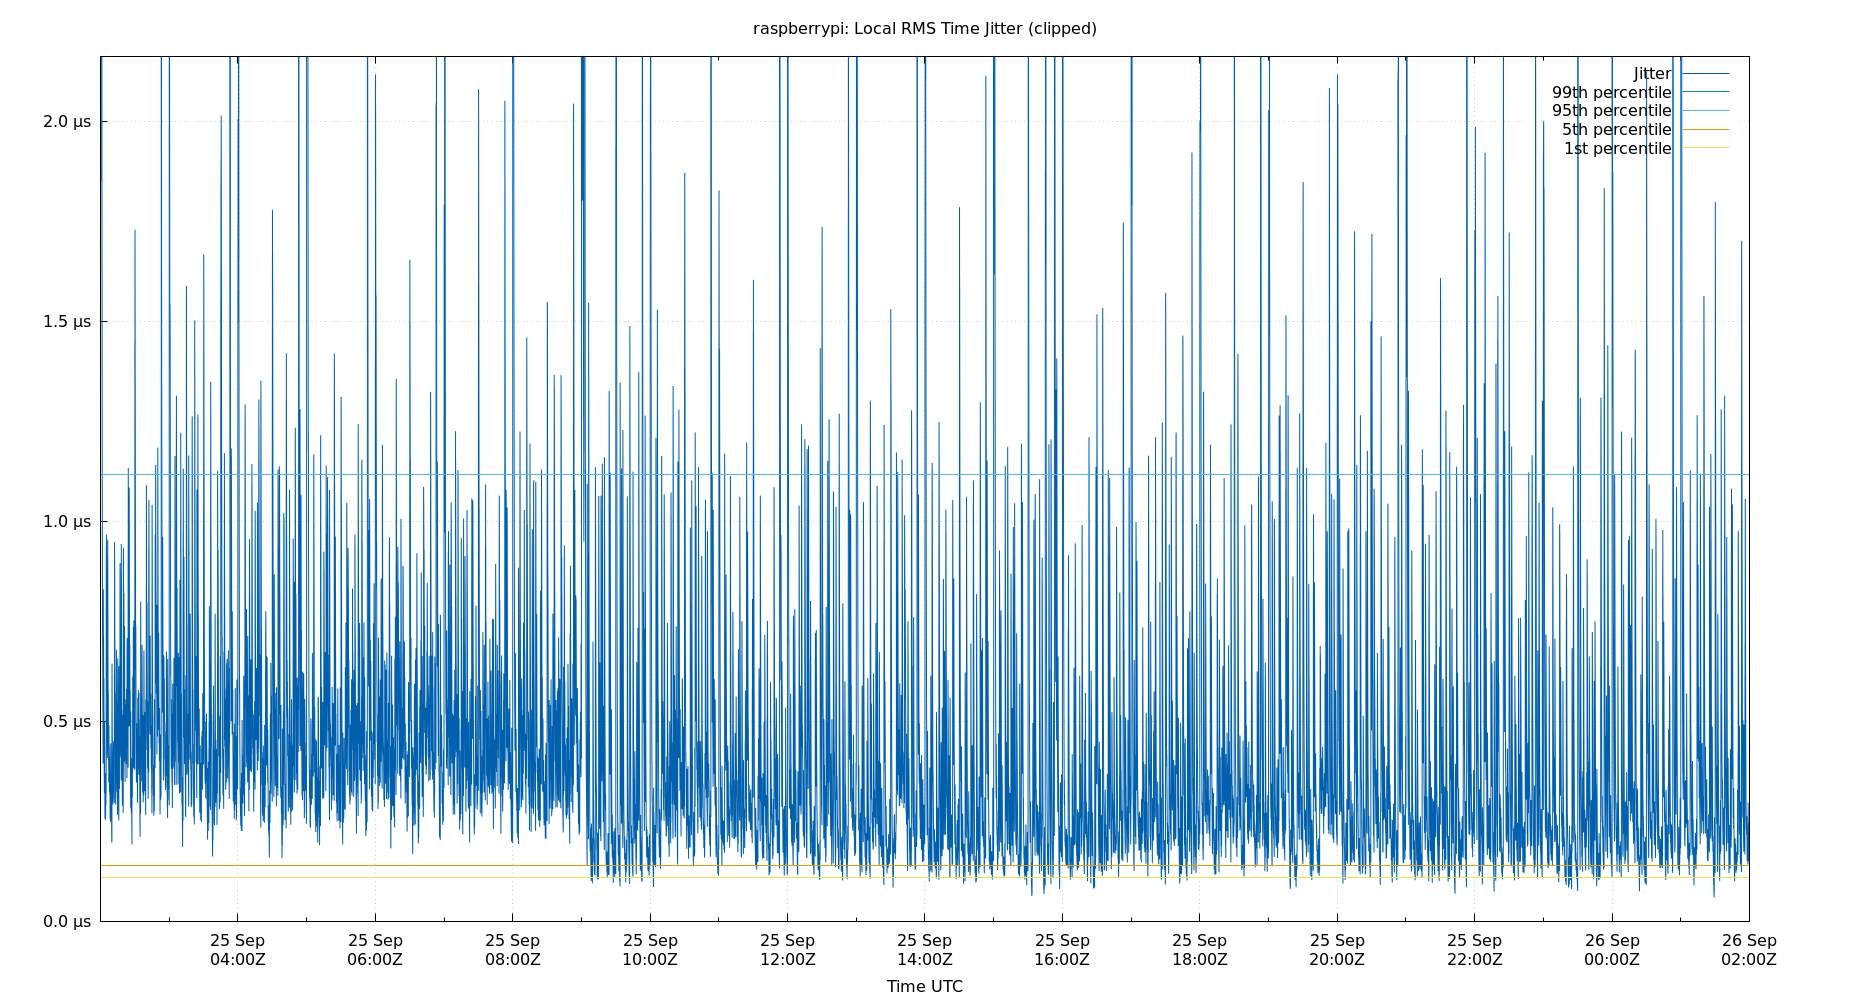 raspberrypi: Local RMS Time Jitter (clipped)
Jitter
99th percentile
95th percentile
5th percentile
1st percentile
2.0 µs
1.5 µs
1.0 µs
0.5 µs
0.0 µs
25 Sep 25 Sep 25 Sep 25 Sep 25 Sep 25 Sep 25 Sep 25 Sep 25 Sep 25 Sep 26 Sep 26 Sep
04:00Z 06:00Z 08:00Z 10:00Z 12:00Z 14:00Z 16:00Z 18:00Z 20:00Z 22:00Z 00:00Z 02:00Z
Time UTC